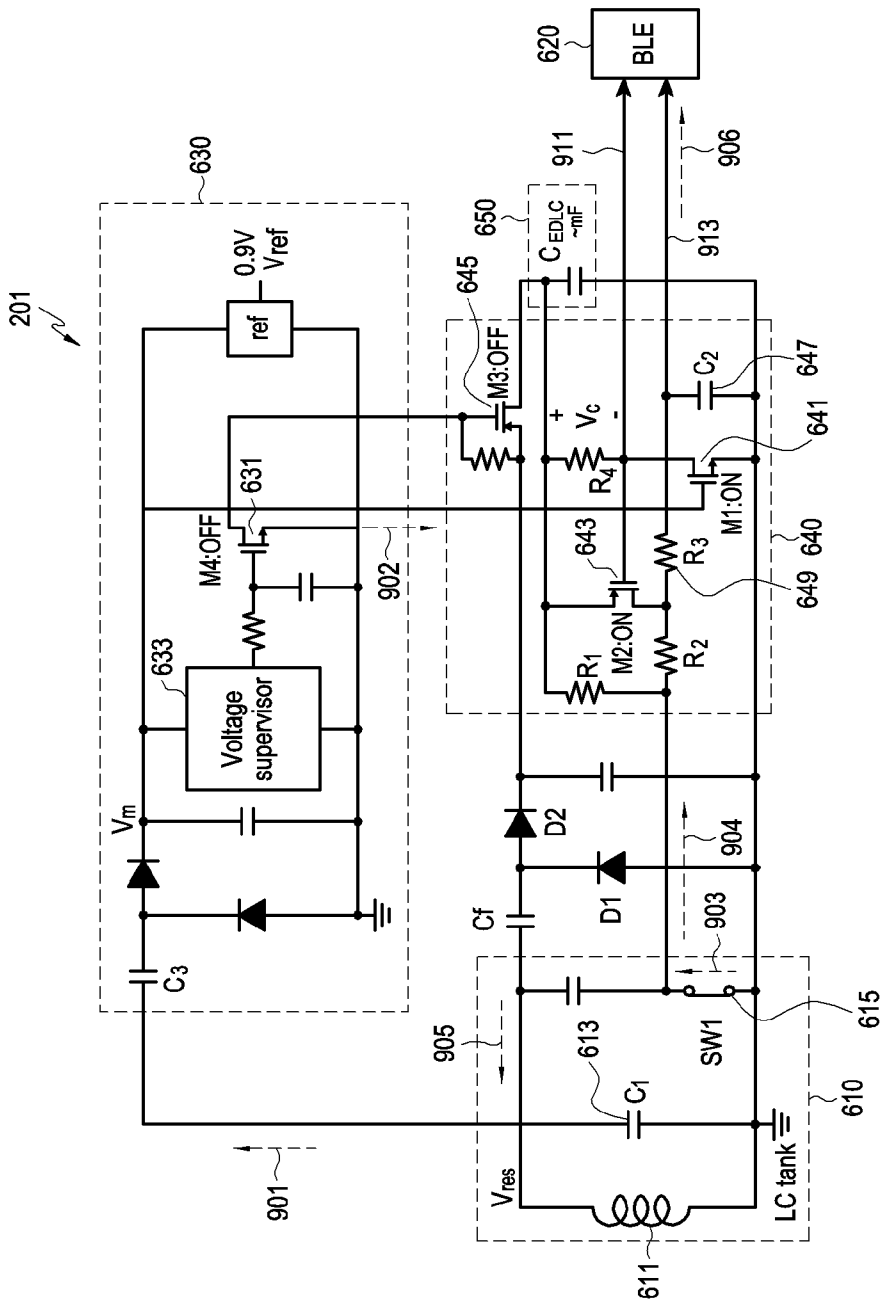 201
630
633
Voltage
supervisor
Vm
C3
M4:OFF
631
902
ref
0.9V
Vref
901
645
M3:OFF
650
CEDLC
~mF
620
BLE
911
906
913
+
Vc
-
R4
C2
647
641
M1:ON
643
M2:ON
R1
R2
R3
649
640
D2
D1
Cf
904
903
905
613
C1
SW1
615
610
Vres
LC tank
611